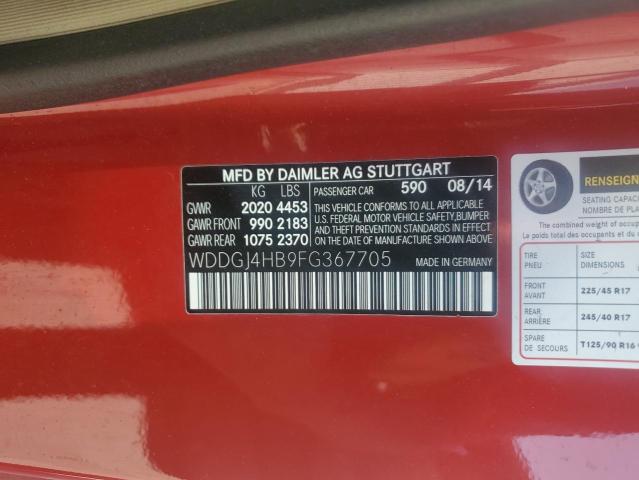 MFD BY DAIMLER AG STUTTGART
KG LBS
GVWR 2020 4453
GAWR FRONT 990 2183
GAWR REAR 1075 2370
PASSENGER CAR 590 08/14
THIS VEHICLE CONFORMS TO ALL APPLICABLE
U.S. FEDERAL MOTOR VEHICLE SAFETY, BUMPER
AND THEFT PREVENTION STANDARDS IN EFFECT
ON THE DATE OF MANUFACTURE SHOWN ABOVE.
WDDGJ4HB9FG367705 MADE IN GERMANY
RENSEIGN
SEATING CAPACI
NOMBRE DE PLA
The combined weight of occupants
Le poids total des occupants et
TIRE SIZE
PNEU DIMENSIONS
FRONT
AVANT 225/45 R17
REAR
ARRIÈRE 245/40 R17
SPARE
DE SECOURS T125/90 R16